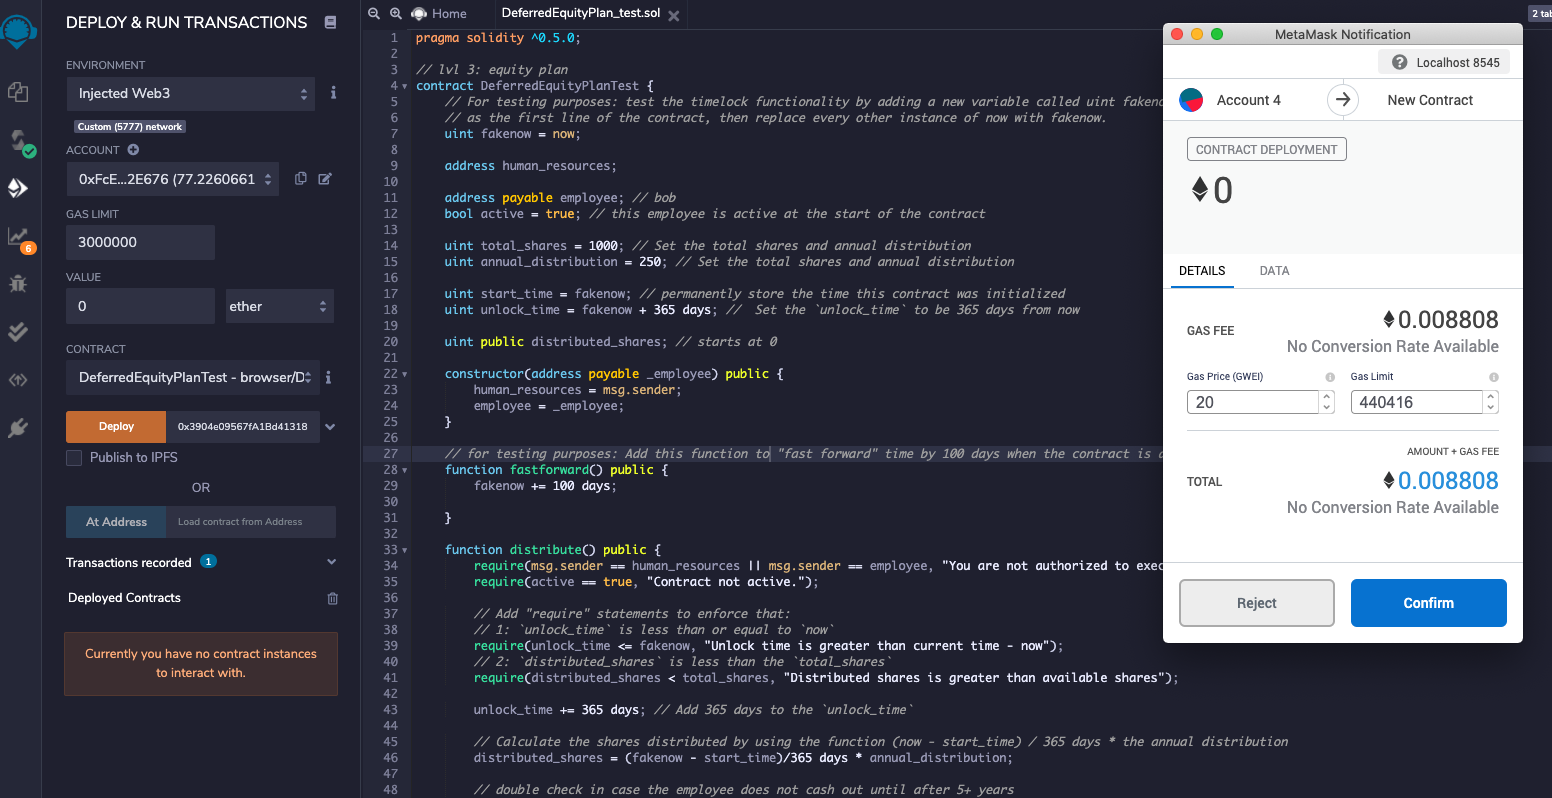 DEPLOY & RUN TRANSACTIONS
ENVIRONMENT
Injected Web3
Custom (5777) network
ACCOUNT
0xFcE...2E676 (77.2260661
GAS LIMIT
3000000
VALUE
0
ether
CONTRACT
DeferredEquityPlanTest - browser/D
Deploy
0x3904e09567fA1Bd41318
Publish to IPFS
OR
At Address
Load contract from Address
Transactions recorded 1
Deployed Contracts
Currently you have no contract instances
to interact with.
6
Home
DeferredEquityPlan_test.sol
2 tab
1 pragma solidity ^0.5.0;
2
3 // lvl 3: equity plan
4 contract DeferredEquityPlanTest {
5 // For testing purposes: test the timelock functionality by adding a new variable called uint fakeno
6 // as the first line of the contract, then replace every other instance of now with fakenow.
7 uint fakenow = now;
8
9 address human_resources;
10
11 address payable employee; // bob
12 bool active = true; // this employee is active at the start of the contract
13
14 uint total_shares = 1000; // Set the total shares and annual distribution
15 uint annual_distribution = 250; // Set the total shares and annual distribution
16
17 uint start_time = fakenow; // permanently store the time this contract was initialized
18 uint unlock_time = fakenow + 365 days; // Set the `unlock_time` to be 365 days from now
19
20 uint public distributed_shares; // starts at 0
21
22 constructor(address payable _employee) public {
23 human_resources = msg.sender;
24 employee = _employee;
25 }
26
27 // for testing purposes: Add this function to "fast forward" time by 100 days when the contract is a
28 function fastforward() public {
29 fakenow += 100 days;
30
31 }
32
33 function distribute() public {
34 require(msg.sender == human_resources || msg.sender == employee, "You are not authorized to exec
35 require(active == true, "Contract not active.");
36
37 // Add "require" statements to enforce that:
38 // 1: `unlock_time` is less than or equal to `now`
39 require(unlock_time <= fakenow, "Unlock time is greater than current time - now");
40 // 2: `distributed_shares` is less than the `total_shares`
41 require(distributed_shares < total_shares, "Distributed shares is greater than available shares");
42
43 unlock_time += 365 days; // Add 365 days to the `unlock_time`
44
45 // Calculate the shares distributed by using the function (now - start_time) / 365 days * the annual distribution
46 distributed_shares = (fakenow - start_time)/365 days * annual_distribution;
47
48 // double check in case the employee does not cash out until after 5+ years
MetaMask Notification
Localhost 8545
Account 4
New Contract
CONTRACT DEPLOYMENT
0
DETAILS
DATA
GAS FEE
0.008808
No Conversion Rate Available
Gas Price (GWEI)
Gas Limit
20
440416
AMOUNT + GAS FEE
TOTAL
0.008808
No Conversion Rate Available
Reject
Confirm